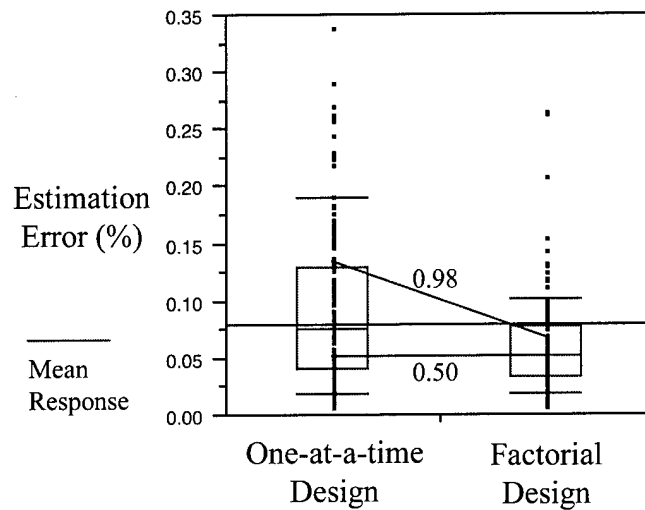 0.35
0.30
0.25
0.20
0.15
0.10
0.05
0.00
Estimation
Error (%)
Mean
Response
0.98
0.50
One-at-a-time
Design
Factorial
Design